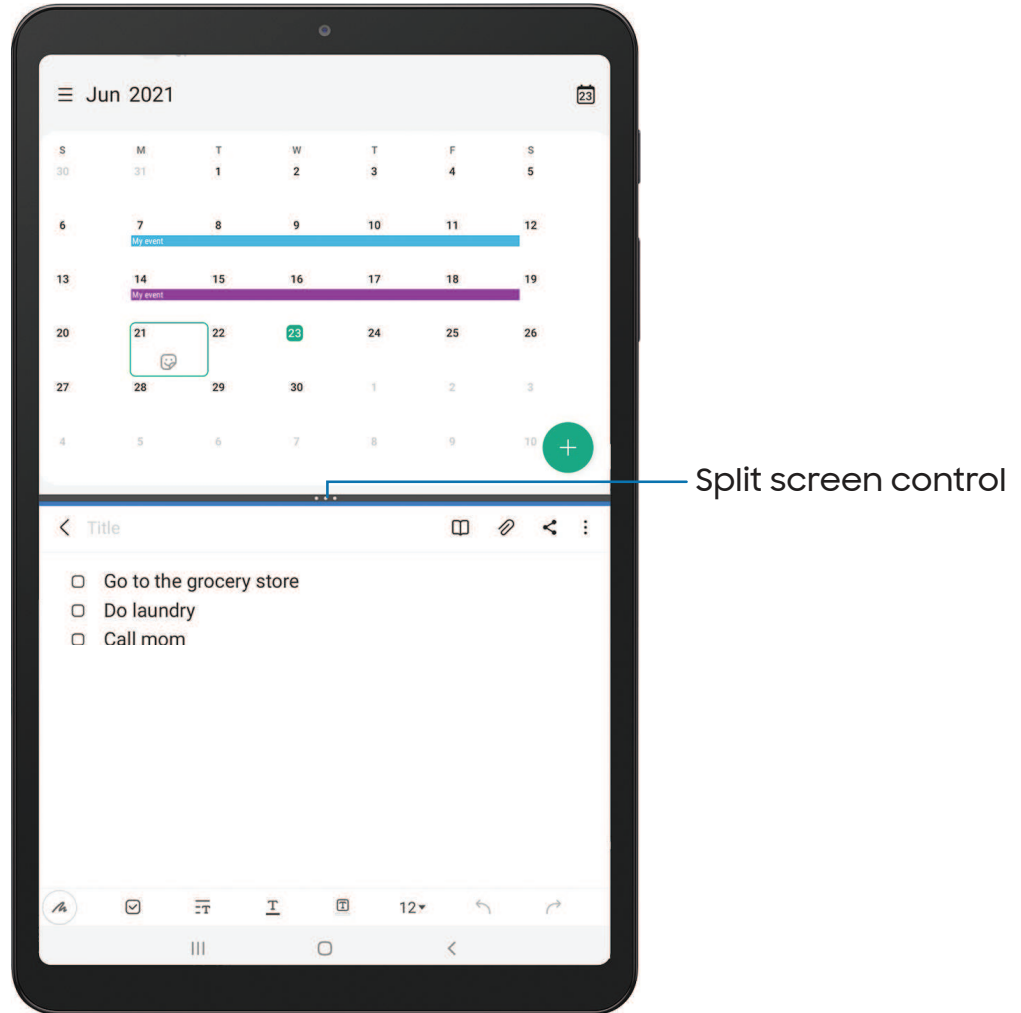 Jun 2021
23
S M T W T F S
30 31 1 2 3 4 5
6 7 8 9 10 11 12
My event
13 14 15 16 17 18 19
My event
20 21 22 23 24 25 26
27 28 29 30 1 2 3
4 5 6 7 8 9 10
Split screen control
Title
Go to the grocery store
Do laundry
Call mom
12